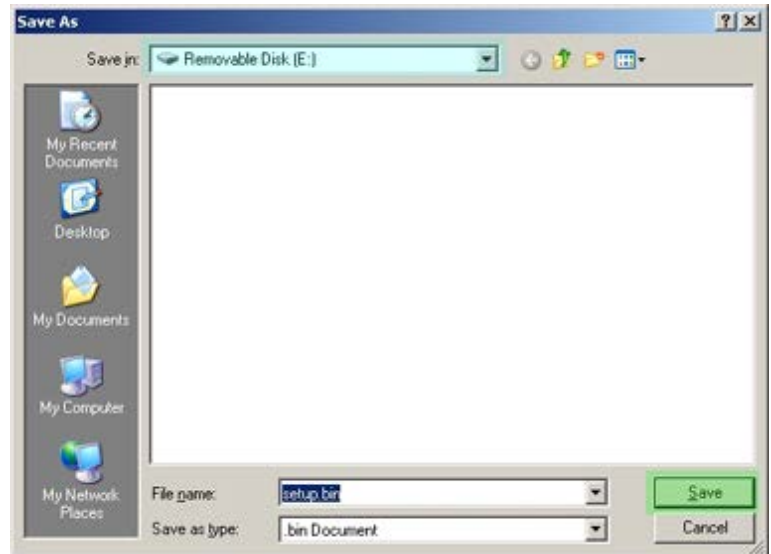 Save As
Save in: Removable Disk (E:)
My Recent
Documents
Desktop
My Documents
My Computer
My Network
Places
File name: setup.bin
Save
Save as type: .bin Document
Cancel